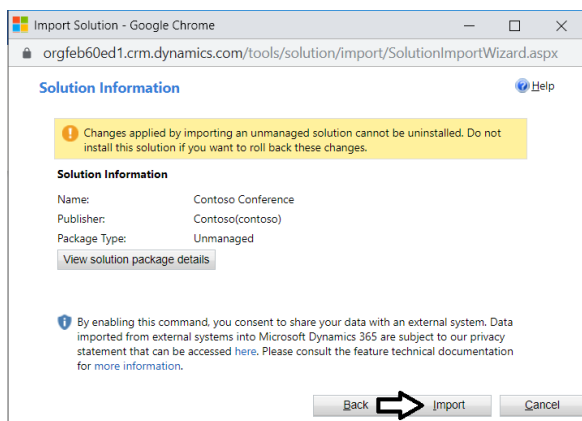 Import Solution - Google Chrome
orgfeb60ed1.crm.dynamics.com/tools/solution/import/SolutionImportWizard.aspx
Solution Information
Help
Changes applied by importing an unmanaged solution cannot be uninstalled. Do not
install this solution if you want to roll back these changes.
Solution Information
Name: Contoso Conference
Publisher: Contoso(contoso)
Package Type: Unmanaged
View solution package details
By enabling this command, you consent to share your data with an external system. Data
imported from external systems into Microsoft Dynamics 365 are subject to our privacy
statement that can be accessed here. Please consult the feature technical documentation
for more information.
Back Import Cancel